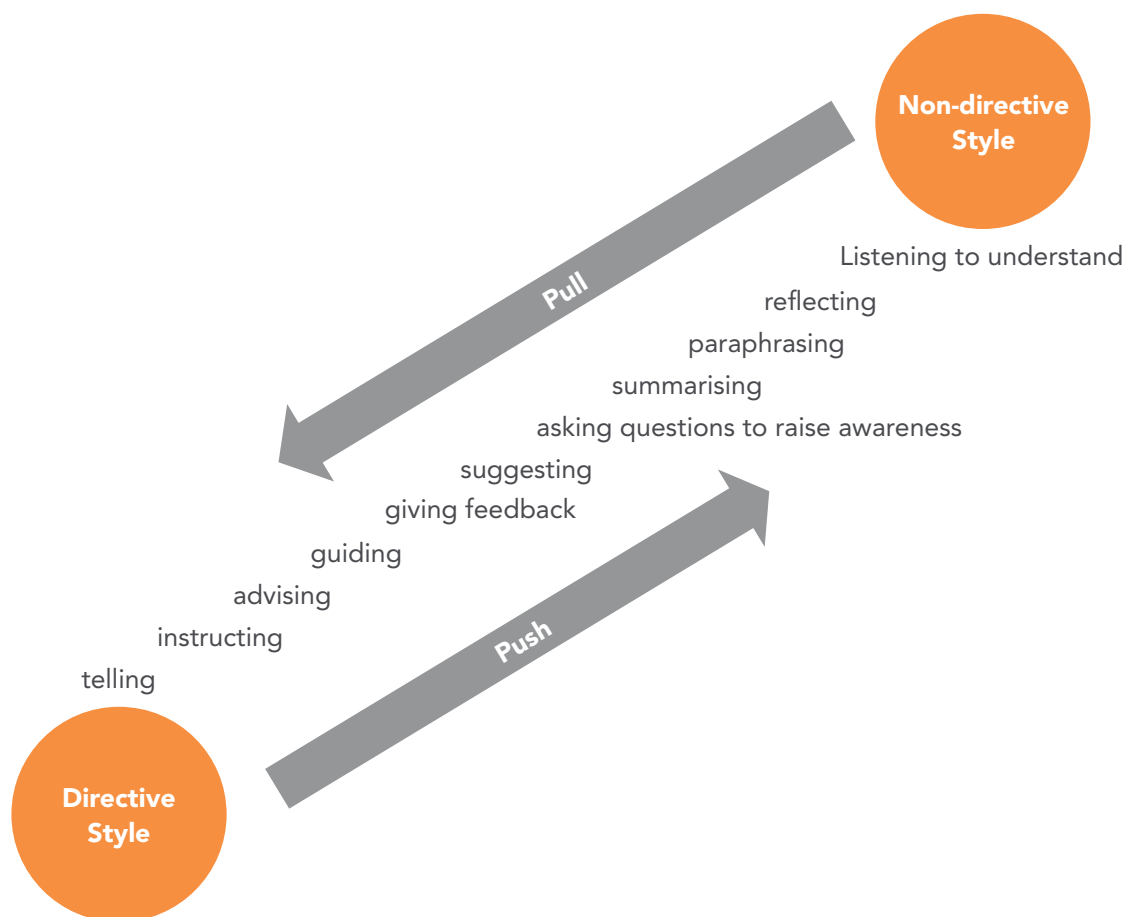 Non-directive
Style
Listening to understand
Pull
reflecting
paraphrasing
summarising
asking questions to raise awareness
suggesting
giving feedback
guiding
advising
Push
instructing
telling
Directive
Style